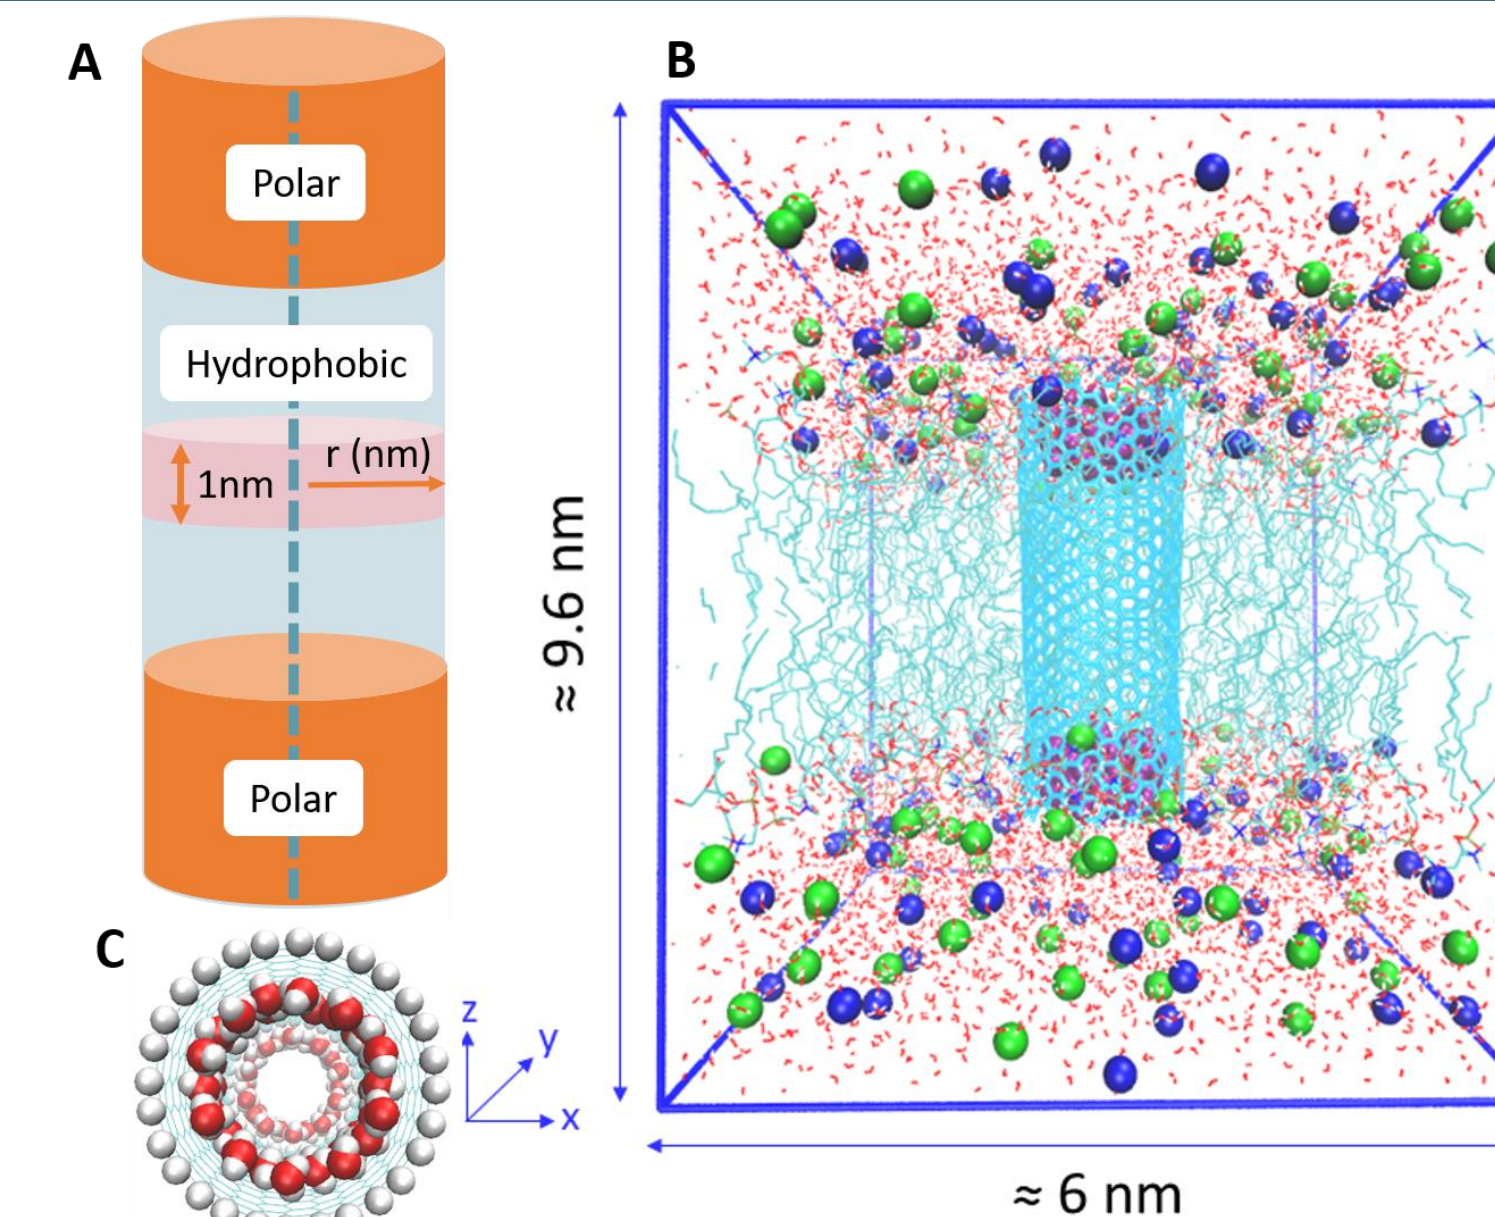 A
Polar
Hydrophobic
r (nm)
1nm
Polar
B
≈ 9.6 nm
≈ 6 nm
C
z
y
x